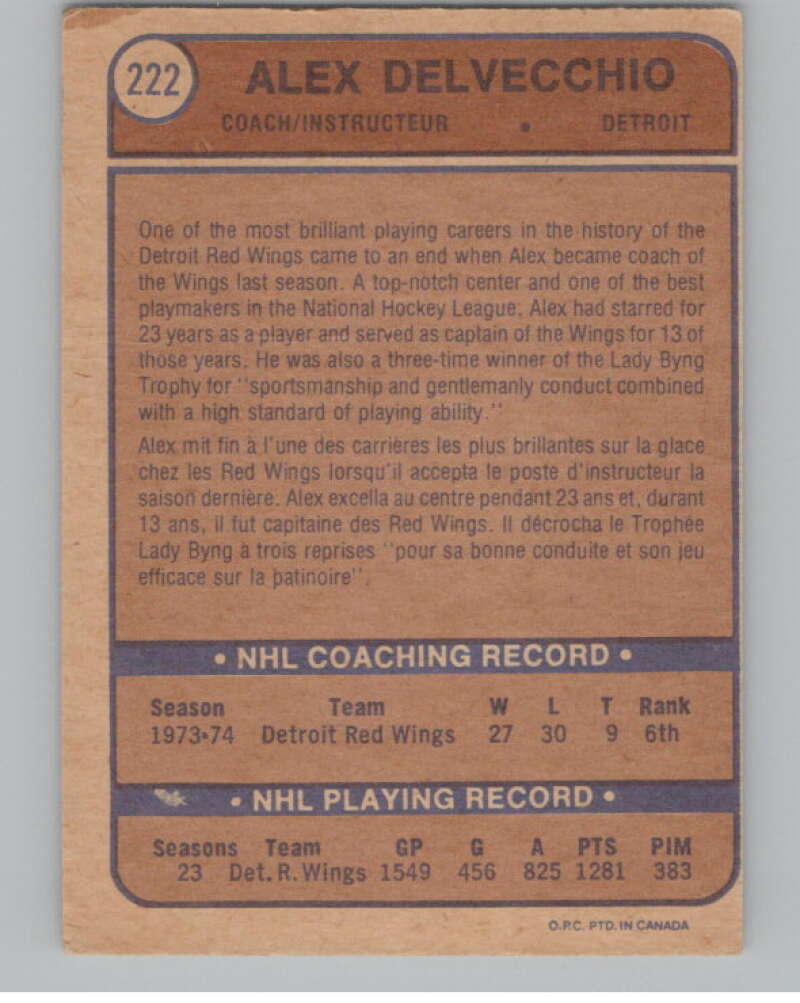 222
ALEX DELVECCHIO
COACH/INSTRUCTEUR • DETROIT
One of the most brilliant playing careers in the history of the
Detroit Red Wings came to an end when Alex became coach of
the Wings last season. A top-notch center and one of the best
playmakers in the National Hockey League. Alex had starred for
23 years as a player and served as captain of the Wings for 13 of
those years. He was also a three-time winner of the Lady Byng
Trophy for "sportsmanship and gentlemanly conduct combined
with a high standard of playing ability."
Alex mit fin à l'une des carrières les plus brillantes sur la glace
chez les Red Wings lorsqu'il accepta le poste d'instructeur la
saison dernière. Alex excella au centre pendant 23 ans et, durant
13 ans, il fut capitaine des Red Wings. Il décrocha le Trophée
Lady Byng à trois reprises "pour sa bonne conduite et son jeu
efficace sur la patinoire".
• NHL COACHING RECORD •
Season Team W L T Rank
1973-74 Detroit Red Wings 27 30 9 6th
• NHL PLAYING RECORD •
Seasons Team GP G A PTS PIM
23 Det. R. Wings 1549 456 825 1281 383
O.P.C. PTD. IN CANADA